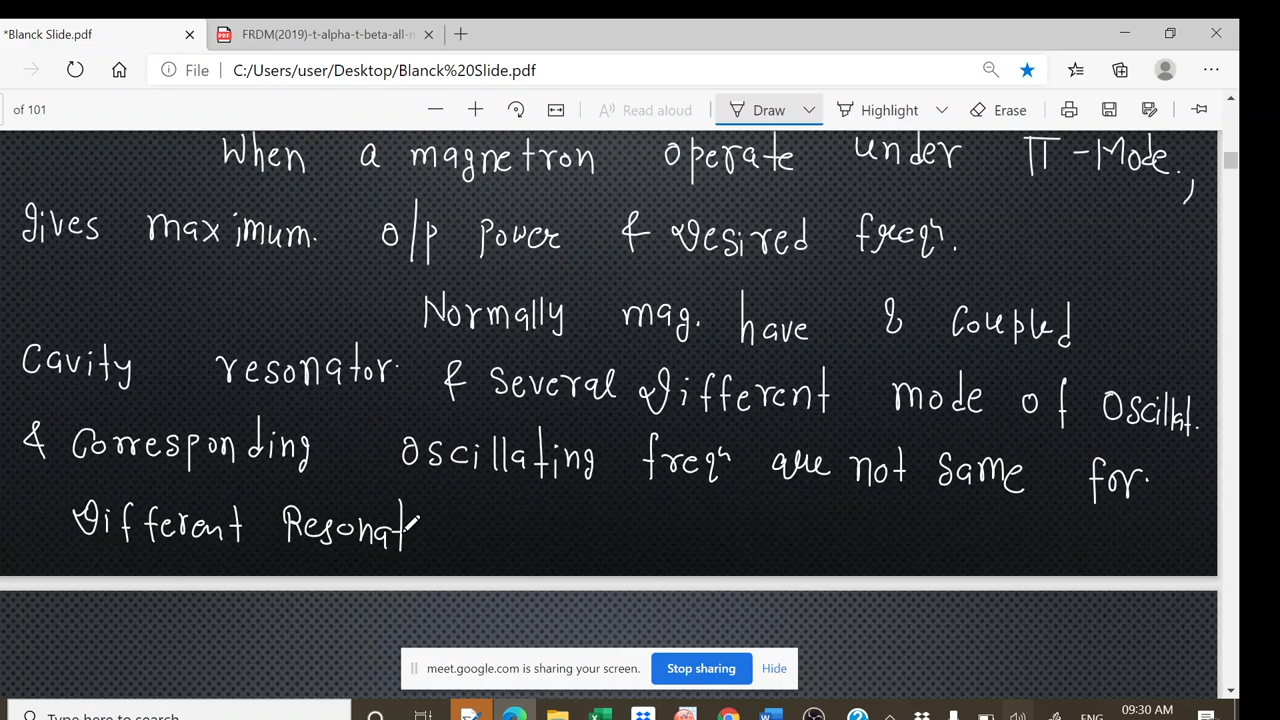 *Blanck Slide.pdf
FRDM(2019)-t-alpha-t-beta-all-n
File C:/Users/user/Desktop/Blanck%20Slide.pdf
of 101
Read aloud Draw Highlight Erase
When a magnetron operate under Π-Mode.,
gives maximum. o/p power & Desired freqn.
Normally mag. have 8 Coupled
Cavity resonator. & several Different mode of Oscillat.
& Corresponding oscillating freqn are not same for.
Different Resonat
meet.google.com is sharing your screen. Stop sharing Hide
Type here to search
ENG 09:30 AM